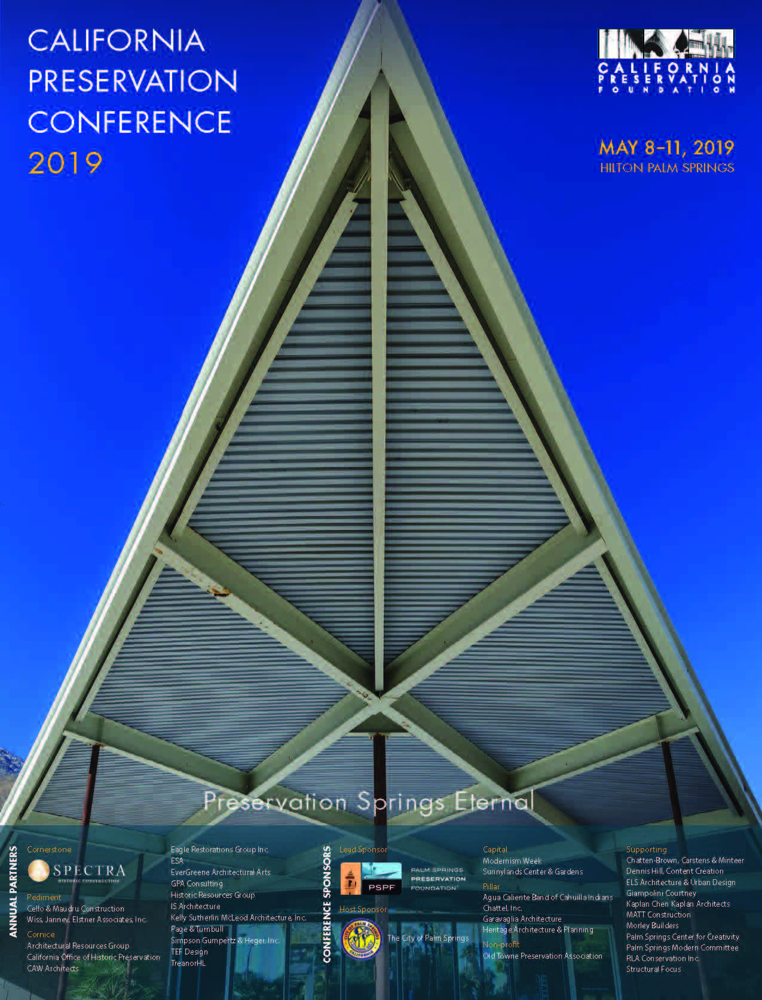 CALIFORNIA
PRESERVATION
CONFERENCE
2019
CALIFORNIA
PRESERVATION
FOUNDATION
MAY 8–11, 2019
HILTON PALM SPRINGS
Preservation Springs Eternal
ANNUAL PARTNERS
Cornerstone
SPECTRA
HISTORIC CONSTRUCTION
Pediment
Cello & Maudru Construction
Wiss, Janney, Elstner Associates, Inc.
Cornice
Architectural Resources Group
California Office of Historic Preservation
CAW Architects
Eagle Restorations Group Inc.
ESA
EverGreene Architectural Arts
GPA Consulting
Historic Resources Group
IS Architecture
Kelly Sutherlin McLeod Architecture, Inc.
Page & Turnbull
Simpson Gumpertz & Heger, Inc.
TEF Design
TreanorHL
CONFERENCE SPONSORS
Lead Sponsor
PSPF
PALM SPRINGS
PRESERVATION
FOUNDATION
Host Sponsor
CITY OF PALM SPRINGS
CALIFORNIA
The City of Palm Springs
Capital
Modernism Week
Sunnylands Center & Gardens
Pillar
Agua Caliente Band of Cahuilla Indians
Chattel, Inc.
Garavaglia Architecture
Heritage Architecture & Planning
Non-profit
Old Towne Preservation Association
Supporting
Chatten-Brown, Carstens & Minteer
Dennis Hill, Content Creation
ELS Architecture & Urban Design
Giampolini Courtney
Kaplan Chen Kaplan Architects
MATT Construction
Morley Builders
Palm Springs Center for Creativity
Palm Springs Modern Committee
RLA Conservation Inc.
Structural Focus